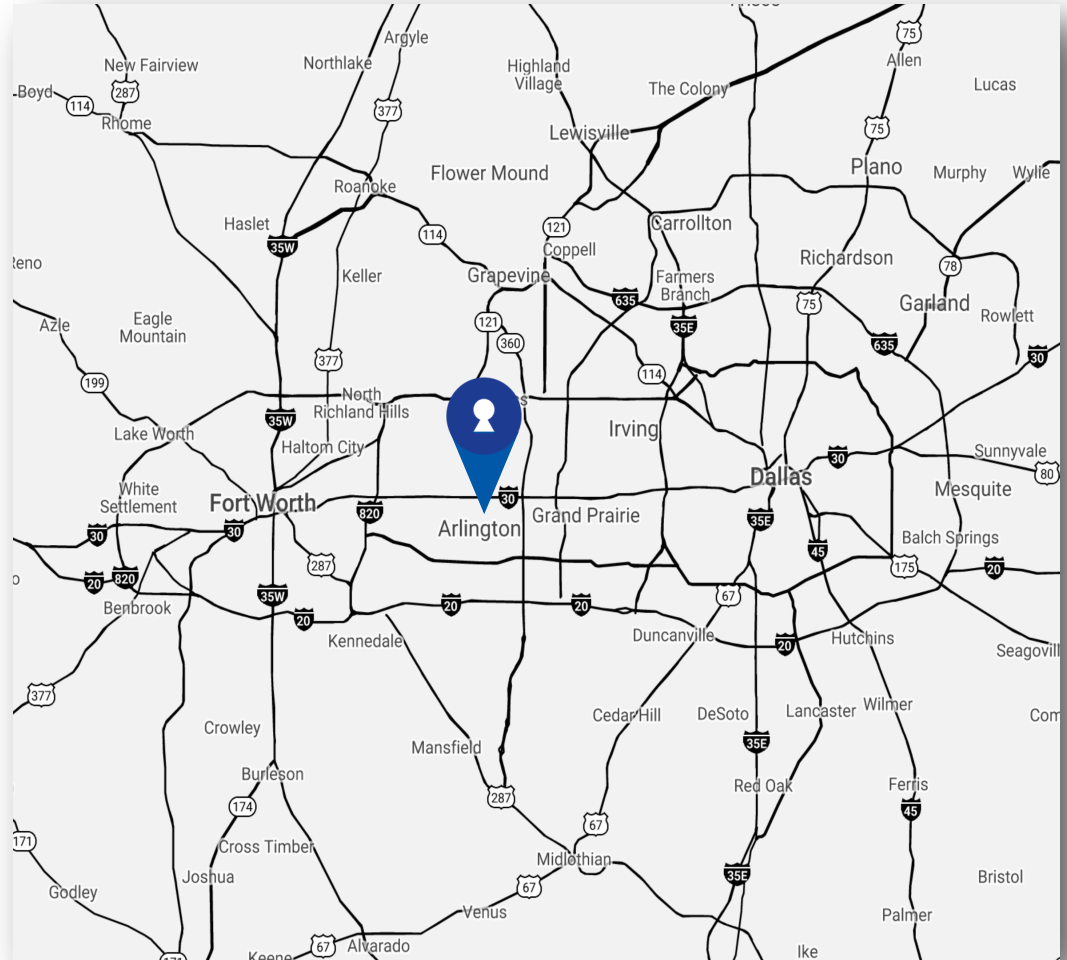 Argyle
75
New Fairview
Northlake
Highland
Village
Allen
287
Boyd
114
377
The Colony
Lucas
Rhome
Lewisville
75
Flower Mound
Plano
Murphy
Wylie
Roanoke
Haslet
35W
114
121
Carrollton
Coppell
Richardson
78
Keller
Grapevine
Farmers
Branch
635
75
Garland
Rowlett
Azle
Eagle
Mountain
121
360
35E
635
30
377
199
114
North
Richland Hills
35W
Lake Worth
Haltom City
Irving
30
Sunnyvale
80
Dallas
White
Settlement
Fort Worth
820
30
Arlington
Grand Prairie
35E
Mesquite
30
30
45
Balch Springs
287
175
20
20
820
35W
67
Benbrook
20
20
20
Kennedale
Duncanville
20
Hutchins
Seagovill
377
Crowley
Cedar Hill
DeSoto
Lancaster
Wilmer
Com
Mansfield
35E
Burleson
Red Oak
Ferris
174
287
45
67
171
Cross Timber
Midlothian
35E
Joshua
Godley
67
Bristol
Venus
Palmer
67
Alvarado
Ike
Keene
171